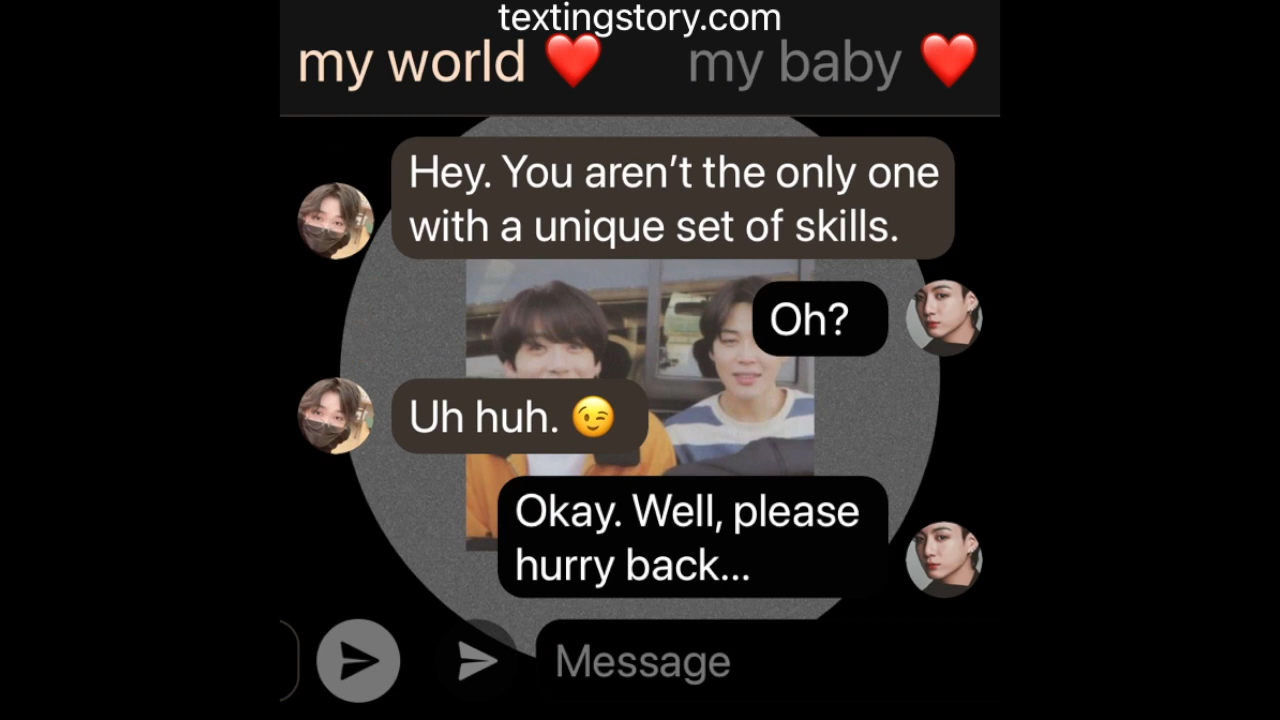 textingstory.com
my world ❤️ my baby ❤️
Hey. You aren’t the only one
with a unique set of skills.
Oh?
Uh huh. 😉
Okay. Well, please
hurry back...
Message